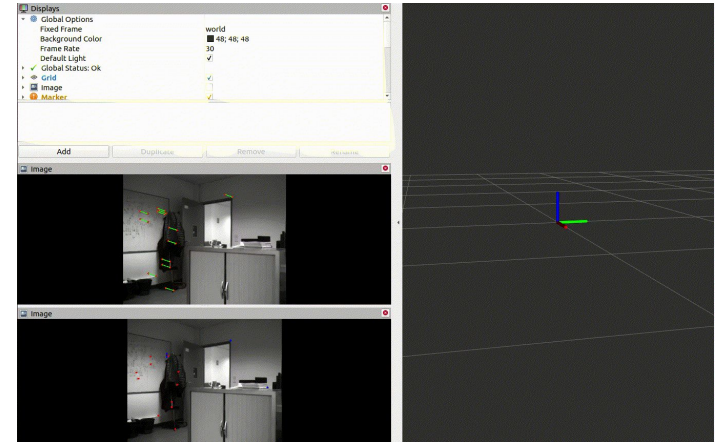 Displays
Global Options
Fixed Frame world
Background Color 48; 48; 48
Frame Rate 30
Default Light ✓
Global Status: Ok
Grid
Image
Marker
Add Duplicate Remove Rename
Image
Image